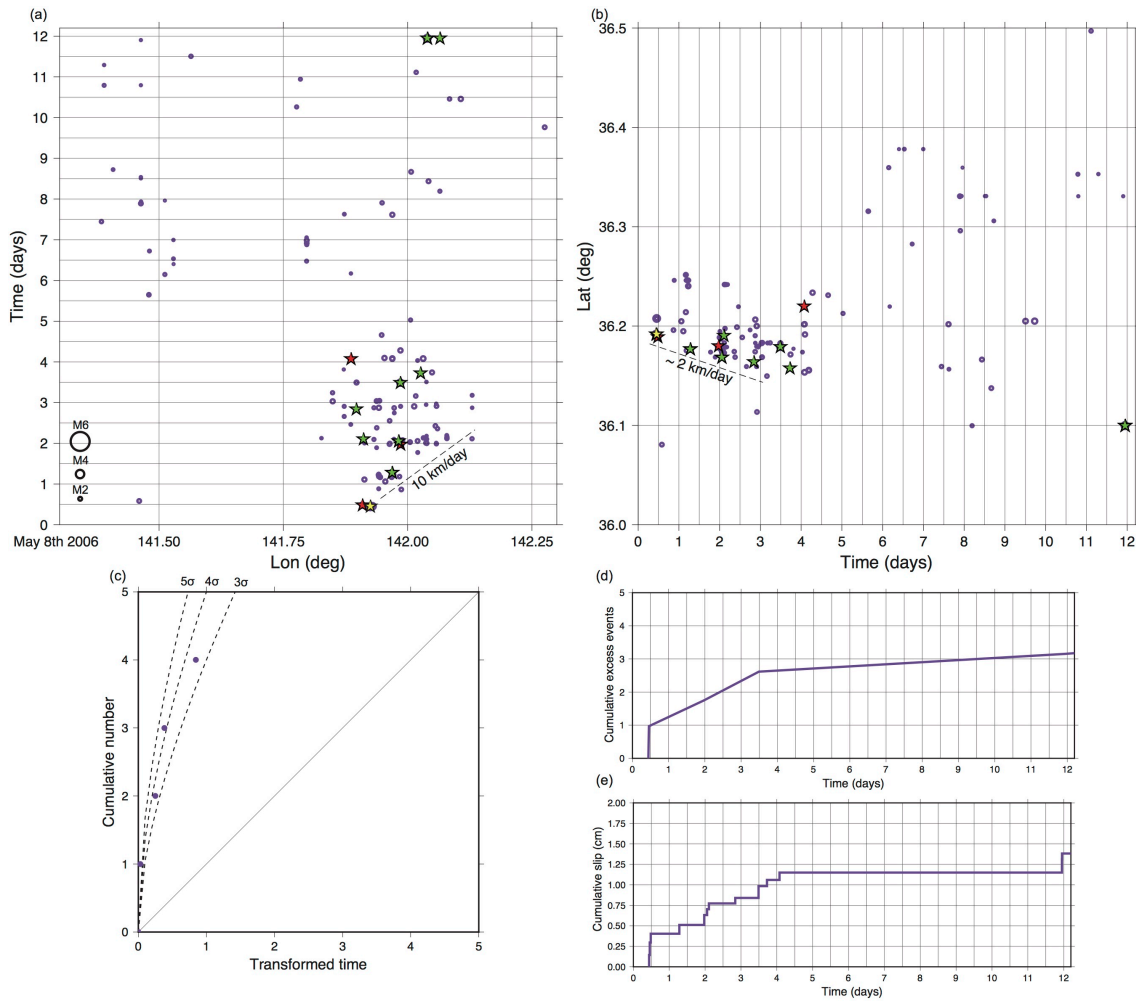 (a)
12
11
10
9
8
7
6
5
4
3
2
1
0
Time (days)
M6
M4
M2
10 km/day
May 8th 2006 141.50 141.75 142.00 142.25
Lon (deg)
(b)
36.5
36.4
36.3
36.2
36.1
36.0
Lat (deg)
~ 2 km/day
0 1 2 3 4 5 6 7 8 9 10 11 12
Time (days)
(c)
5σ 4σ 3σ
5
4
3
2
1
0
Cumulative number
0 1 2 3 4 5
Transformed time
(d)
5
4
3
2
1
0
Cumulative excess events
0 1 2 3 4 5 6 7 8 9 10 11 12
Time (days)
(e)
2.00
1.75
1.50
1.25
1.00
0.75
0.50
0.25
0.00
Cumulative slip (cm)
0 1 2 3 4 5 6 7 8 9 10 11 12
Time (days)